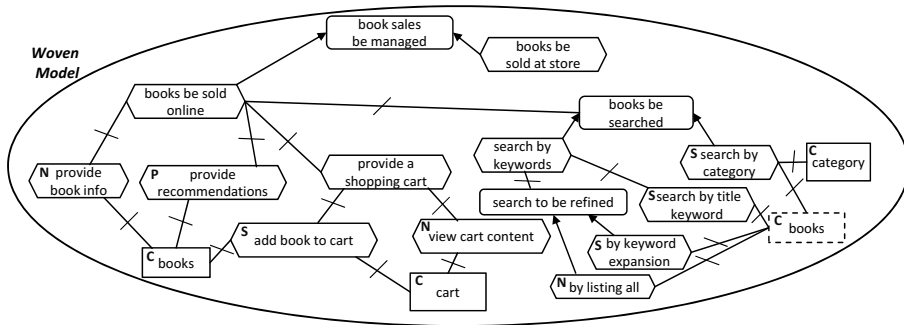 book sales
be managed
Woven
Model
books be
sold at store
books be sold
online
books be
searched
search by
keywords
S search by
category
C
category
N provide
book info
P provide
recommendations
provide a
shopping cart
search to be refined
S search by title
keyword
S
add book to cart
N
view cart content
S by keyword
expansion
C
books
C
books
C
cart
N by listing all